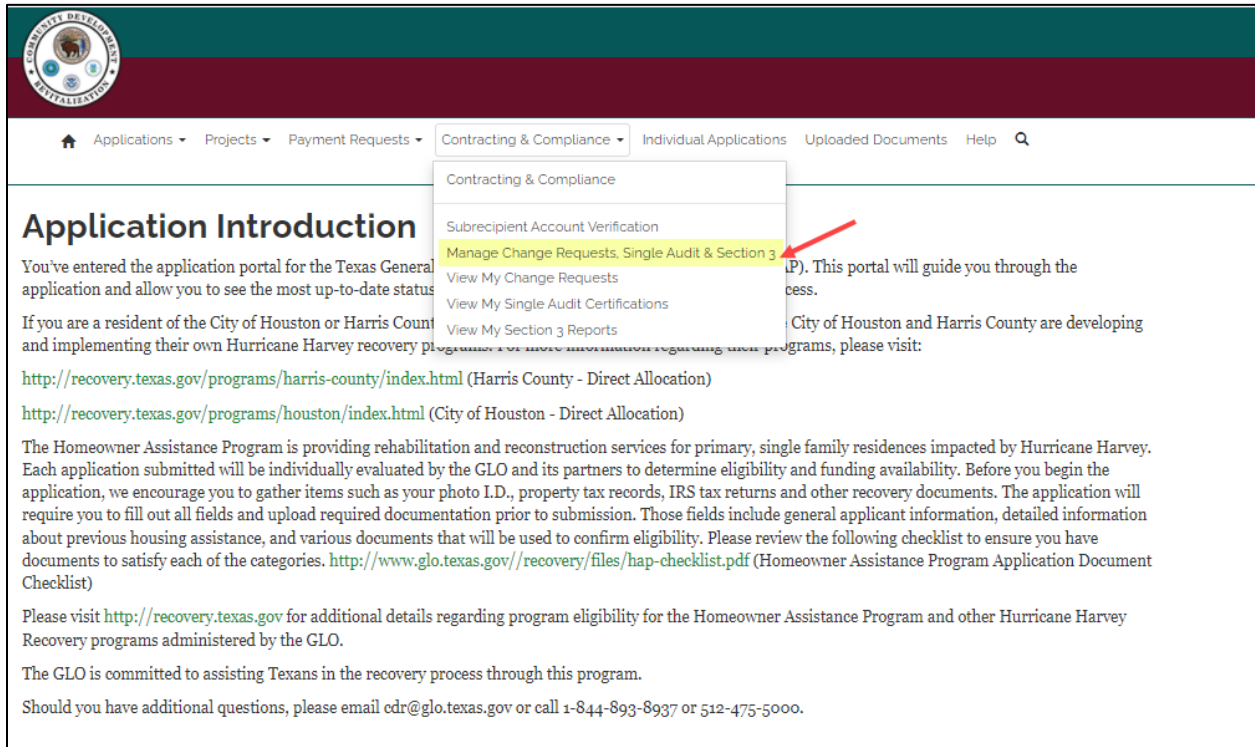 COMMUNITY DEVELOPMENT
REVITALIZATION
Applications Projects Payment Requests Contracting & Compliance Individual Applications Uploaded Documents Help
Contracting & Compliance
Subrecipient Account Verification
Manage Change Requests, Single Audit & Section 3
View My Change Requests
View My Single Audit Certifications
View My Section 3 Reports
Application Introduction
You've entered the application portal for the Texas General AP). This portal will guide you through the
application and allow you to see the most up-to-date status cess.
If you are a resident of the City of Houston or Harris Count City of Houston and Harris County are developing
and implementing their own Hurricane Harvey recovery programs. For more information regarding their programs, please visit:
http://recovery.texas.gov/programs/harris-county/index.html (Harris County - Direct Allocation)
http://recovery.texas.gov/programs/houston/index.html (City of Houston - Direct Allocation)
The Homeowner Assistance Program is providing rehabilitation and reconstruction services for primary, single family residences impacted by Hurricane Harvey.
Each application submitted will be individually evaluated by the GLO and its partners to determine eligibility and funding availability. Before you begin the
application, we encourage you to gather items such as your photo I.D., property tax records, IRS tax returns and other recovery documents. The application will
require you to fill out all fields and upload required documentation prior to submission. Those fields include general applicant information, detailed information
about previous housing assistance, and various documents that will be used to confirm eligibility. Please review the following checklist to ensure you have
documents to satisfy each of the categories. http://www.glo.texas.gov//recovery/files/hap-checklist.pdf (Homeowner Assistance Program Application Document
Checklist)
Please visit http://recovery.texas.gov for additional details regarding program eligibility for the Homeowner Assistance Program and other Hurricane Harvey
Recovery programs administered by the GLO.
The GLO is committed to assisting Texans in the recovery process through this program.
Should you have additional questions, please email cdr@glo.texas.gov or call 1-844-893-8937 or 512-475-5000.